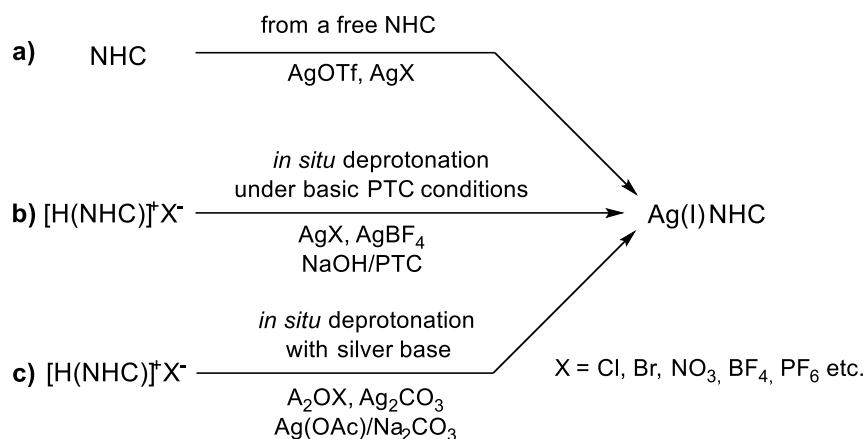 from a free NHC
a) NHC
AgOTf, AgX
in situ deprotonation
under basic PTC conditions
b) [H(NHC)]⁺X⁻
Ag(I)NHC
AgX, AgBF₄
NaOH/PTC
in situ deprotonation
with silver base
c) [H(NHC)]⁺X⁻
X = Cl, Br, NO₃, BF₄, PF₆ etc.
A₂OX, Ag₂CO₃
Ag(OAc)/Na₂CO₃